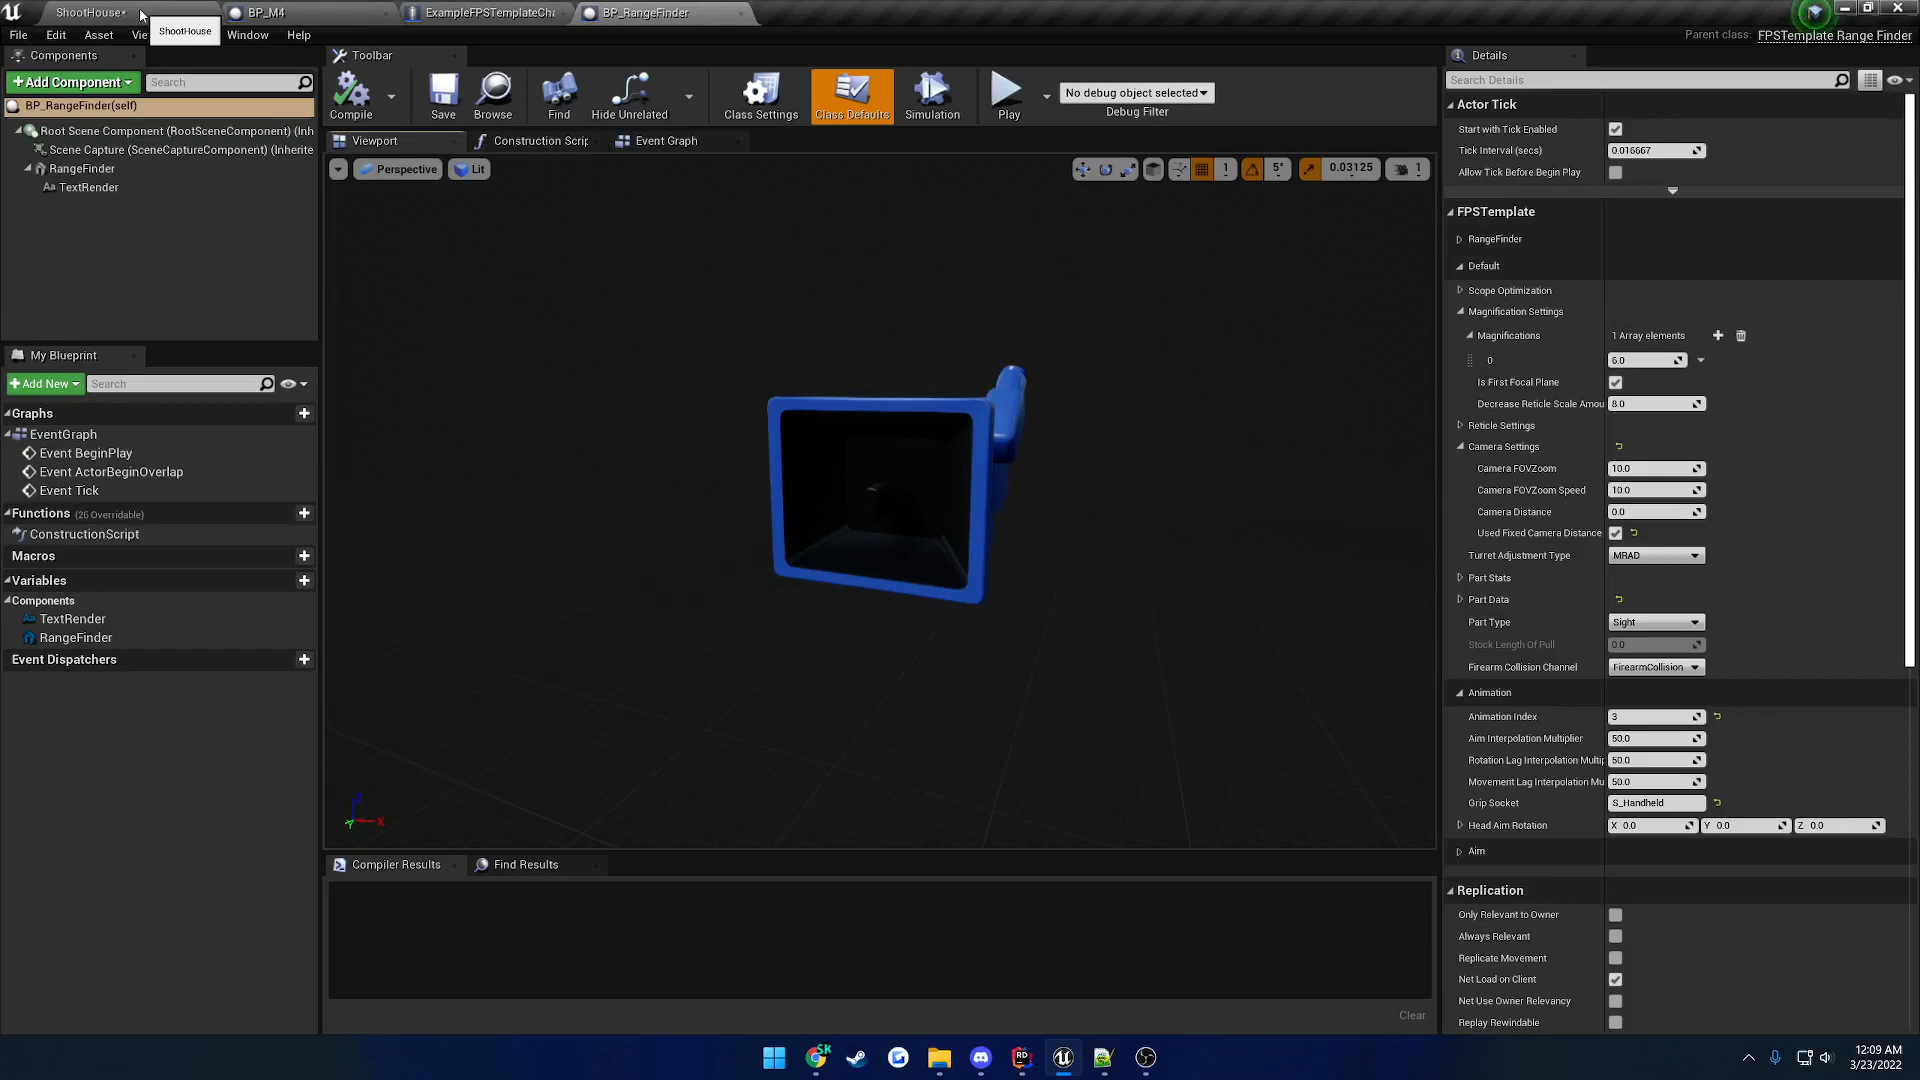 ShootHouse•
BP_M4
ExampleFPSTemplateCha
BP_RangeFinder
File
Edit
Asset
Vie
ShootHouse
Window
Help
Parent class:
FPSTemplate Range Finder
Components
Toolbar
Details
+Add Component
Search
BP_RangeFinder(self)
Root Scene Component (RootSceneComponent) (Inh
Scene Capture (SceneCaptureComponent) (Inherite
RangeFinder
TextRender
Compile
Save
Browse
Find
Hide Unrelated
Class Settings
Class Defaults
Simulation
Play
No debug object selected
Debug Filter
Viewport
Construction Scrip
Event Graph
Perspective
Lit
1
5°
0.03125
1
My Blueprint
+Add New
Search
Graphs
EventGraph
Event BeginPlay
Event ActorBeginOverlap
Event Tick
Functions (26 Overridable)
ConstructionScript
Macros
Variables
Components
TextRender
RangeFinder
Event Dispatchers
Z
X
Y
Compiler Results
Find Results
Clear
Search Details
Actor Tick
Start with Tick Enabled
Tick Interval (secs) 0.016667
Allow Tick Before Begin Play
FPSTemplate
RangeFinder
Default
Scope Optimization
Magnification Settings
Magnifications 1 Array elements
0 6.0
Is First Focal Plane
Decrease Reticle Scale Amou 8.0
Reticle Settings
Camera Settings
Camera FOVZoom 10.0
Camera FOVZoom Speed 10.0
Camera Distance 0.0
Used Fixed Camera Distance
Turret Adjustment Type MRAD
Part Stats
Part Data
Part Type Sight
Stock Length Of Pull 0.0
Firearm Collision Channel FirearmCollision
Animation
Animation Index 3
Aim Interpolation Multiplier 50.0
Rotation Lag Interpolation Multip 50.0
Movement Lag Interpolation Mu 50.0
Grip Socket S_Handheld
Head Aim Rotation X 0.0 Y 0.0 Z 0.0
Aim
Replication
Only Relevant to Owner
Always Relevant
Replicate Movement
Net Load on Client
Net Use Owner Relevancy
Replay Rewindable
SK
RD
12:09 AM
3/23/2022